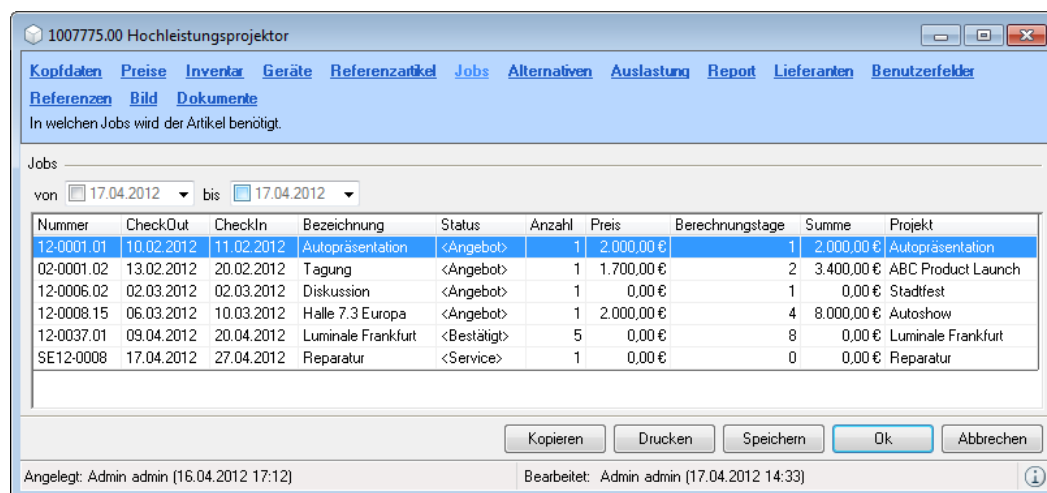 1007775.00 Hochleistungsprojektor
Kopfdaten Preise Inventar Geräte Referenzartikel Jobs Alternativen Auslastung Report Lieferanten Benutzerfelder
Referenzen Bild Dokumente
In welchen Jobs wird der Artikel benötigt.
Jobs
von 17.04.2012 bis 17.04.2012
Nummer CheckOut CheckIn Bezeichnung Status Anzahl Preis Berechnungstage Summe Projekt
12-0001.01 10.02.2012 11.02.2012 Autopräsentation <Angebot> 1 2.000,00 € 1 2.000,00 € Autopräsentation
02-0001.02 13.02.2012 20.02.2012 Tagung <Angebot> 1 1.700,00 € 2 3.400,00 € ABC Product Launch
12-0006.02 02.03.2012 02.03.2012 Diskussion <Angebot> 1 0,00 € 1 0,00 € Stadtfest
12-0008.15 06.03.2012 10.03.2012 Halle 7.3 Europa <Angebot> 1 2.000,00 € 4 8.000,00 € Autoshow
12-0037.01 09.04.2012 20.04.2012 Luminale Frankfurt <Bestätigt> 5 0,00 € 8 0,00 € Luminale Frankfurt
SE12-0008 17.04.2012 27.04.2012 Reparatur <Service> 1 0,00 € 0 0,00 € Reparatur
Kopieren Drucken Speichern Ok Abbrechen
Angelegt: Admin admin (16.04.2012 17:12) Bearbeitet: Admin admin (17.04.2012 14:33)